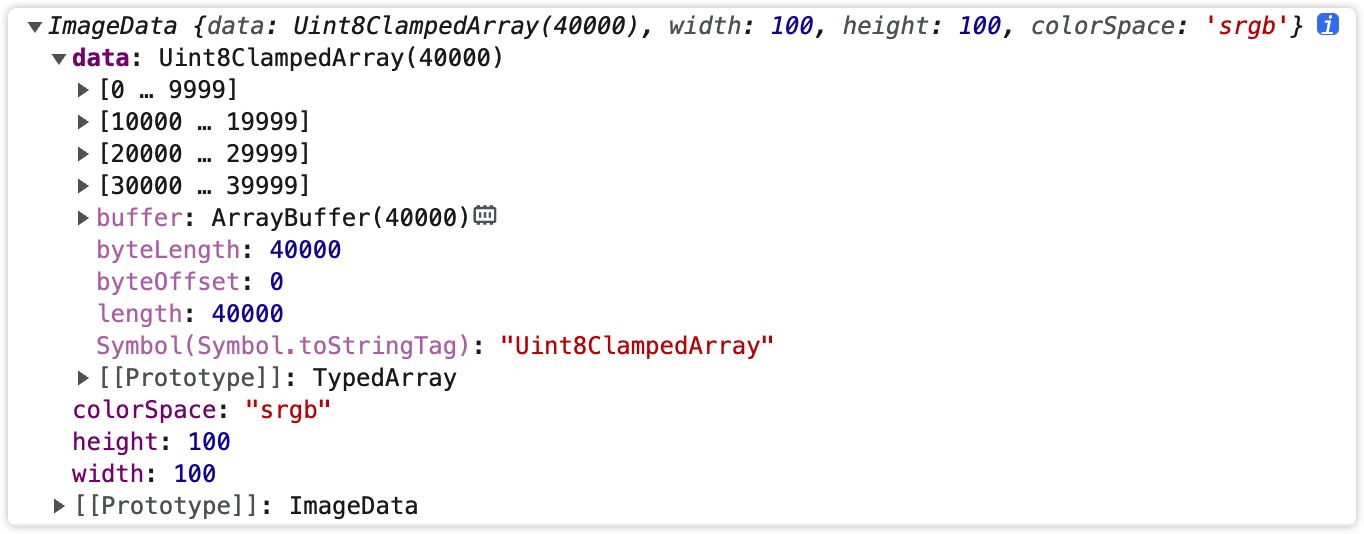 ImageData {data: Uint8ClampedArray(40000), width: 100, height: 100, colorSpace: 'srgb'} i
data: Uint8ClampedArray(40000)
[0 … 9999]
[10000 … 19999]
[20000 … 29999]
[30000 … 39999]
buffer: ArrayBuffer(40000)
byteLength: 40000
byteOffset: 0
length: 40000
Symbol(Symbol.toStringTag): "Uint8ClampedArray"
[[Prototype]]: TypedArray
colorSpace: "srgb"
height: 100
width: 100
[[Prototype]]: ImageData